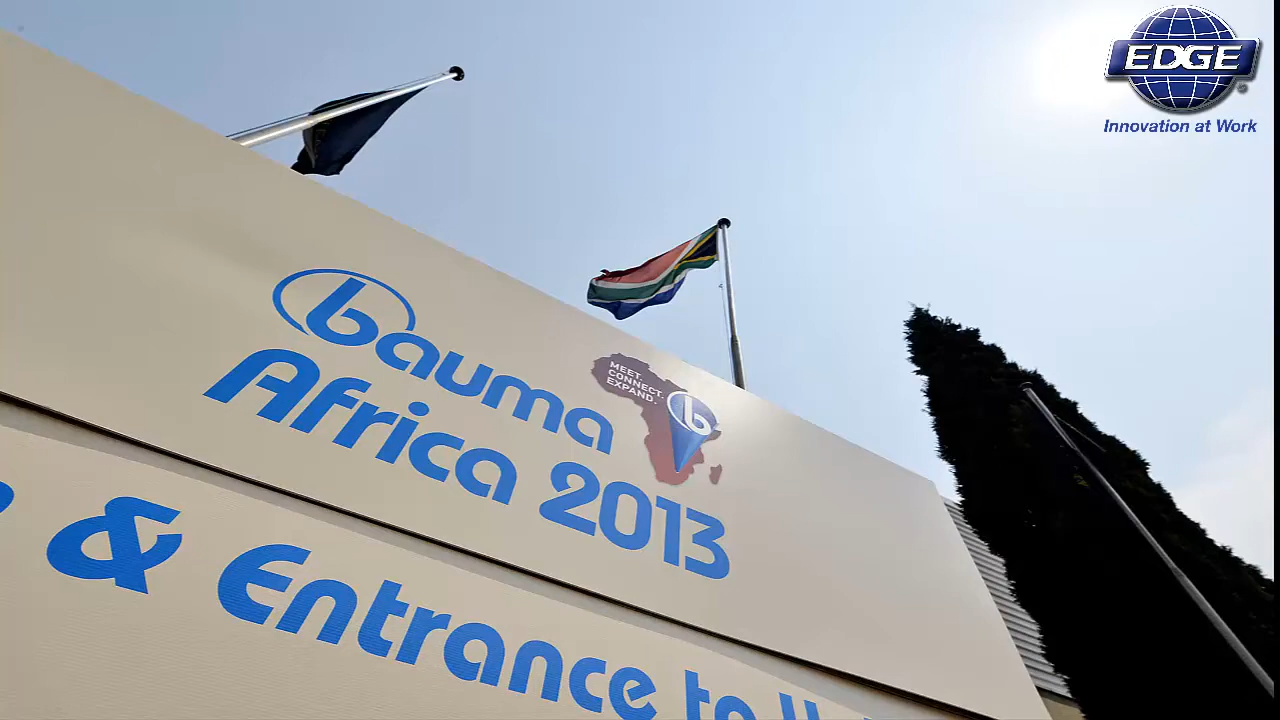 EDGE
Innovation at Work
bauma
Africa 2013
MEET.
CONNECT.
EXPAND.
b
& Entrance to